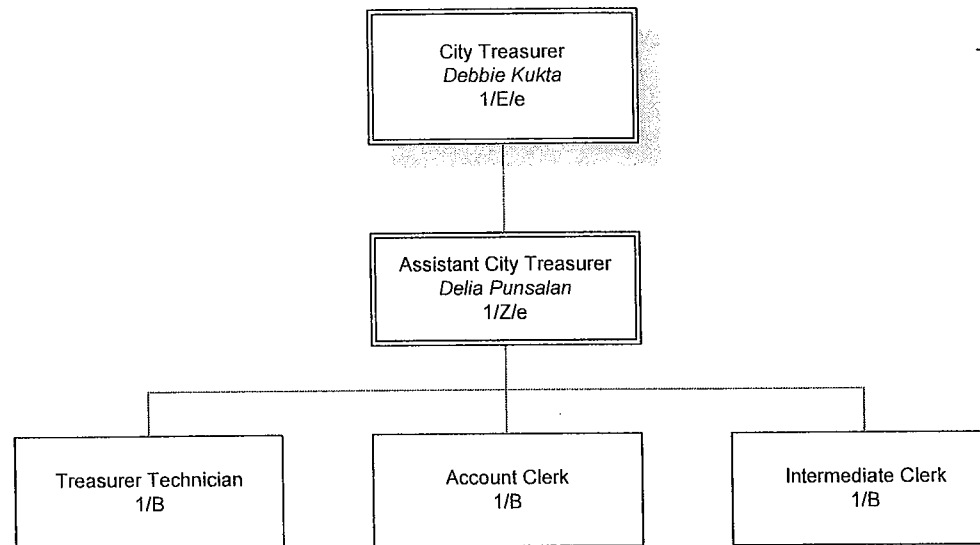 City Treasurer
Debbie Kukta
1/E/e
Assistant City Treasurer
Delia Punsalan
1/Z/e
Treasurer Technician
1/B
Account Clerk
1/B
Intermediate Clerk
1/B